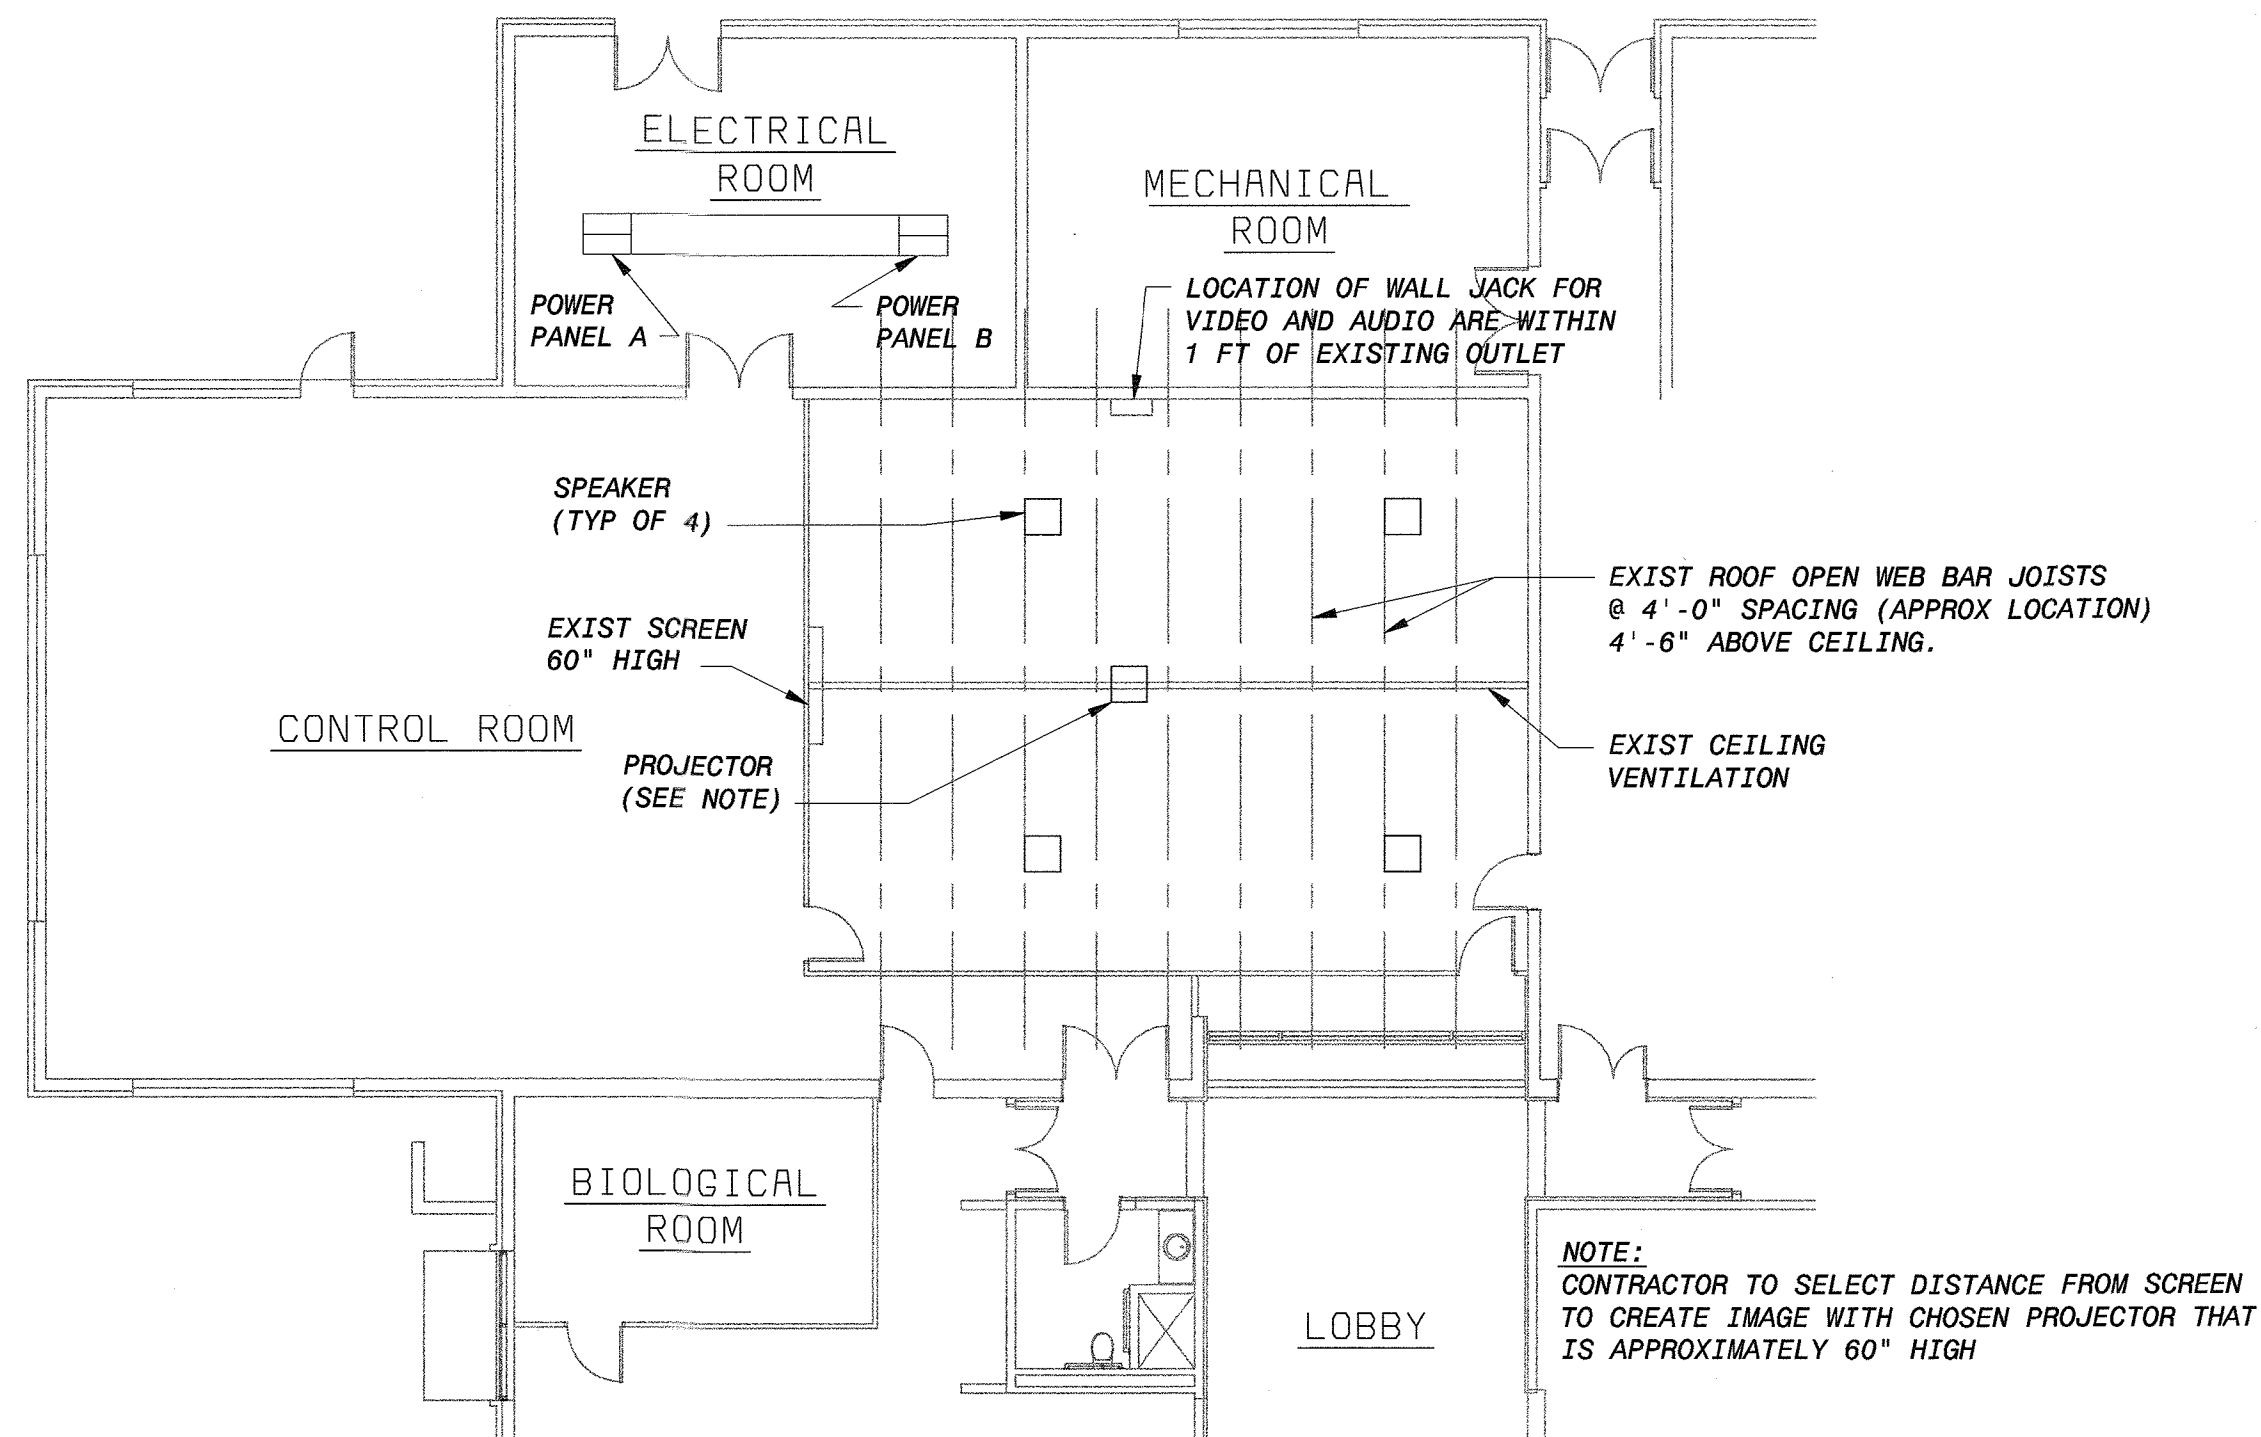 ELECTRICAL
ROOM
MECHANICAL
ROOM
POWER
PANEL A
POWER
PANEL B
LOCATION OF WALL JACK FOR
VIDEO AND AUDIO ARE WITHIN
1 FT OF EXISTING OUTLET
SPEAKER
(TYP OF 4)
EXIST ROOF OPEN WEB BAR JOISTS
@ 4'-0" SPACING (APPROX LOCATION)
4'-6" ABOVE CEILING.
EXIST SCREEN
60" HIGH
CONTROL ROOM
PROJECTOR
(SEE NOTE)
EXIST CEILING
VENTILATION
BIOLOGICAL
ROOM
LOBBY
NOTE:
CONTRACTOR TO SELECT DISTANCE FROM SCREEN
TO CREATE IMAGE WITH CHOSEN PROJECTOR THAT
IS APPROXIMATELY 60" HIGH